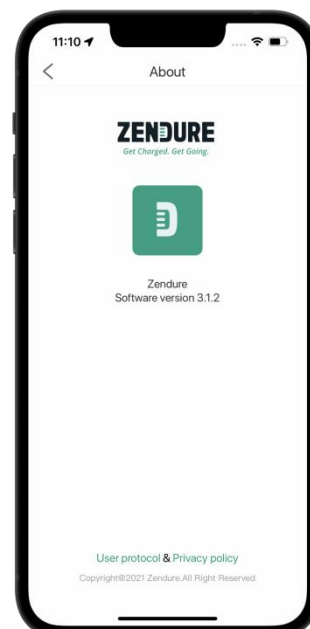 11:10
About
ZENDURE
Get Charged. Get Going.
Zendure
Software version 3.1.2
User protocol & Privacy policy
Copyright@2021 Zendure.All Right Reserved